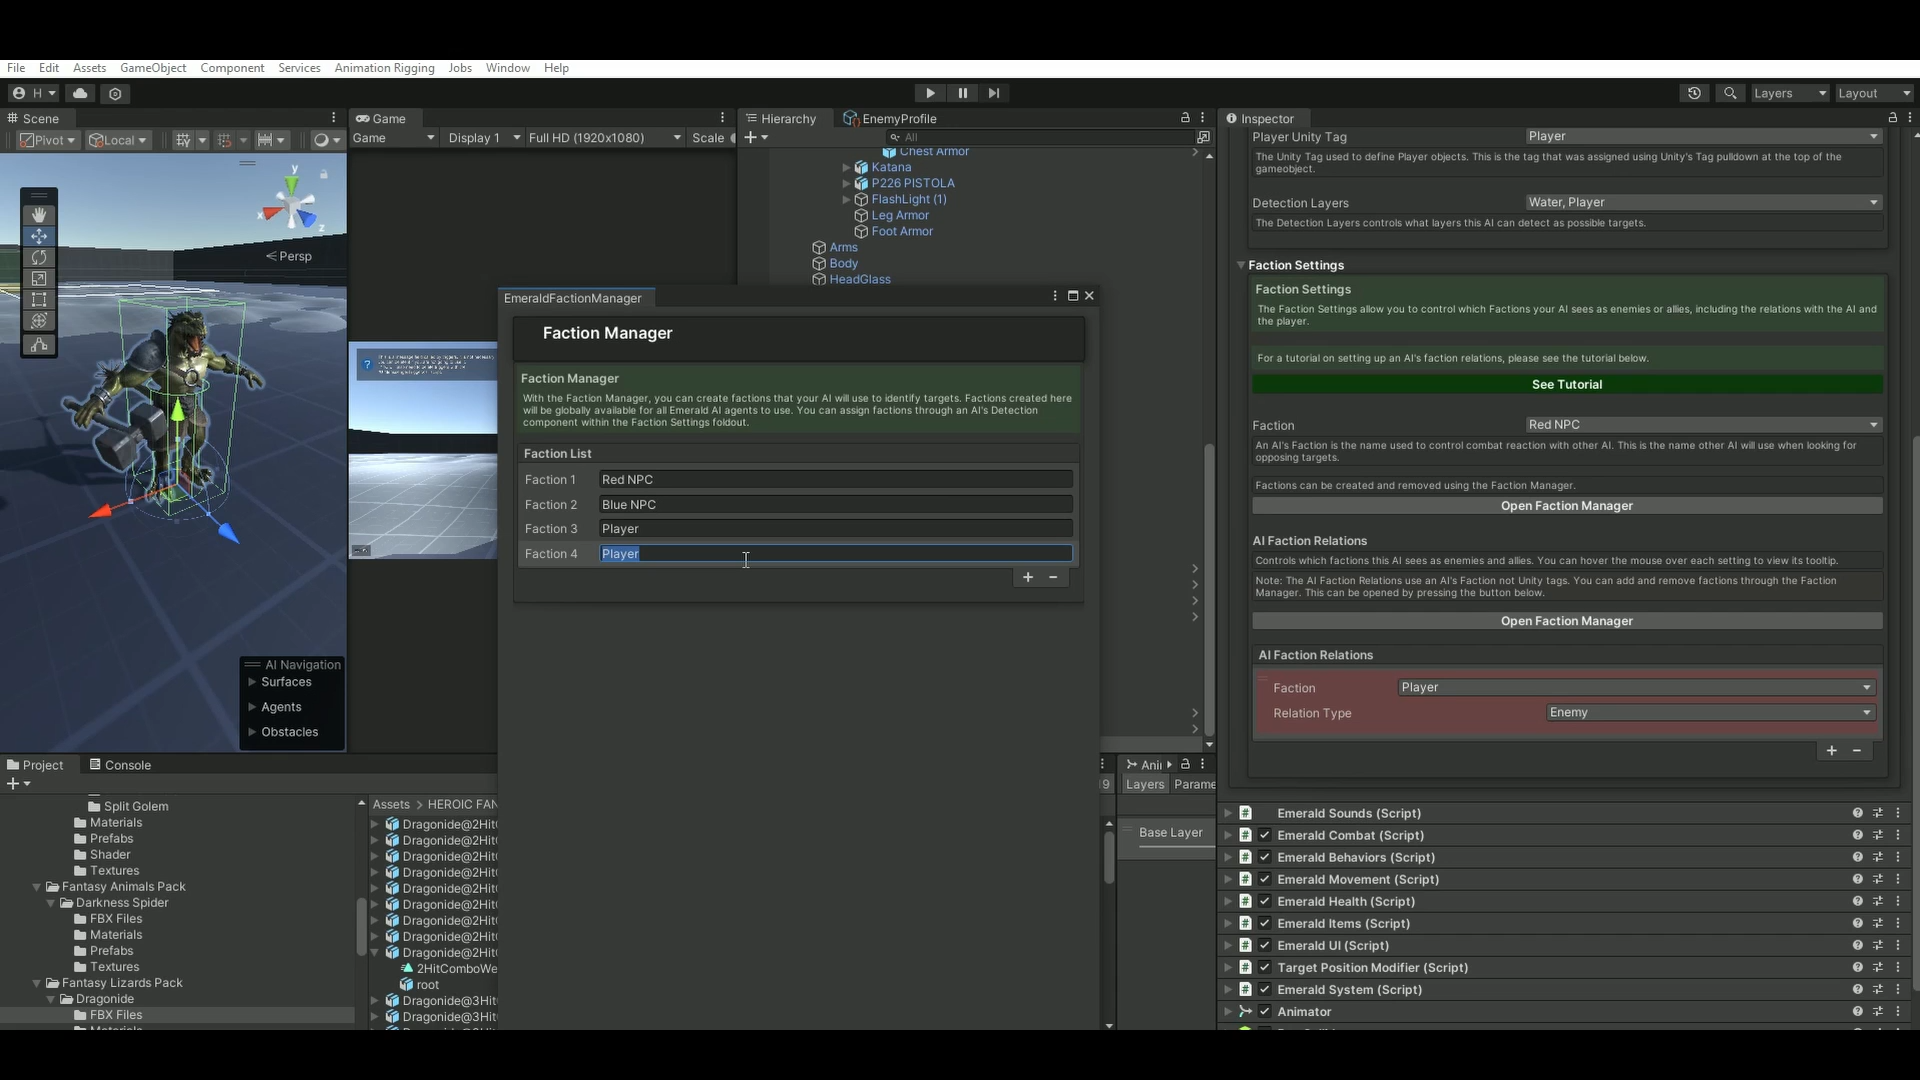 File Edit Assets GameObject Component Services Animation Rigging Jobs Window Help
H
Layers Layout
Scene
Pivot Local
y
x
z
Persp
AI Navigation
Surfaces
Agents
Obstacles
Game
Game Display 1 Full HD (1920x1080) Scale
Hierarchy EnemyProfile
All
Chest Armor
Katana
P226 PISTOLA
FlashLight (1)
Leg Armor
Foot Armor
Arms
Body
HeadGlass
EmeraldFactionManager
Faction Manager
Faction Manager
With the Faction Manager, you can create factions that your AI will use to identify targets. Factions created here
will be globally available for all Emerald AI agents to use. You can assign factions through an AI's Detection
component within the Faction Settings foldout.
Faction List
Faction 1 Red NPC
Faction 2 Blue NPC
Faction 3 Player
Faction 4 Player
Inspector
Player Unity Tag Player
The Unity Tag used to define Player objects. This is the tag that was assigned using Unity's Tag pulldown at the top of the
gameobject.
Detection Layers Water, Player
The Detection Layers controls what layers this AI can detect as possible targets.
Faction Settings
Faction Settings
The Faction Settings allow you to control which Factions your AI sees as enemies or allies, including the relations with the AI and
the player.
For a tutorial on setting up an AI's faction relations, please see the tutorial below.
See Tutorial
Faction Red NPC
An AI's Faction is the name used to control combat reaction with other AI. This is the name other AI will use when looking for
opposing targets.
Factions can be created and removed using the Faction Manager.
Open Faction Manager
AI Faction Relations
Controls which factions this AI sees as enemies and allies. You can hover the mouse over each setting to view its tooltip.
Note: The AI Faction Relations use an AI's Faction not Unity tags. You can add and remove factions through the Faction
Manager. This can be opened by pressing the button below.
Open Faction Manager
AI Faction Relations
Faction Player
Relation Type Enemy
Emerald Sounds (Script)
Emerald Combat (Script)
Emerald Behaviors (Script)
Emerald Movement (Script)
Emerald Health (Script)
Emerald Items (Script)
Emerald UI (Script)
Target Position Modifier (Script)
Emerald System (Script)
Animator
Project Console
Split Golem
Materials
Prefabs
Shader
Textures
Fantasy Animals Pack
Darkness Spider
FBX Files
Materials
Prefabs
Textures
Fantasy Lizards Pack
Dragonide
FBX Files
Materials
Assets > HEROIC FAN
Dragonide@2Hit
Dragonide@2Hit
Dragonide@2Hit
Dragonide@2Hit
Dragonide@2Hit
Dragonide@2Hit
Dragonide@2Hit
Dragonide@2Hit
Dragonide@2Hit
2HitComboWe
root
Dragonide@3Hit
Dragonide@3Hit
19
Ani
Layers Parame
Base Layer